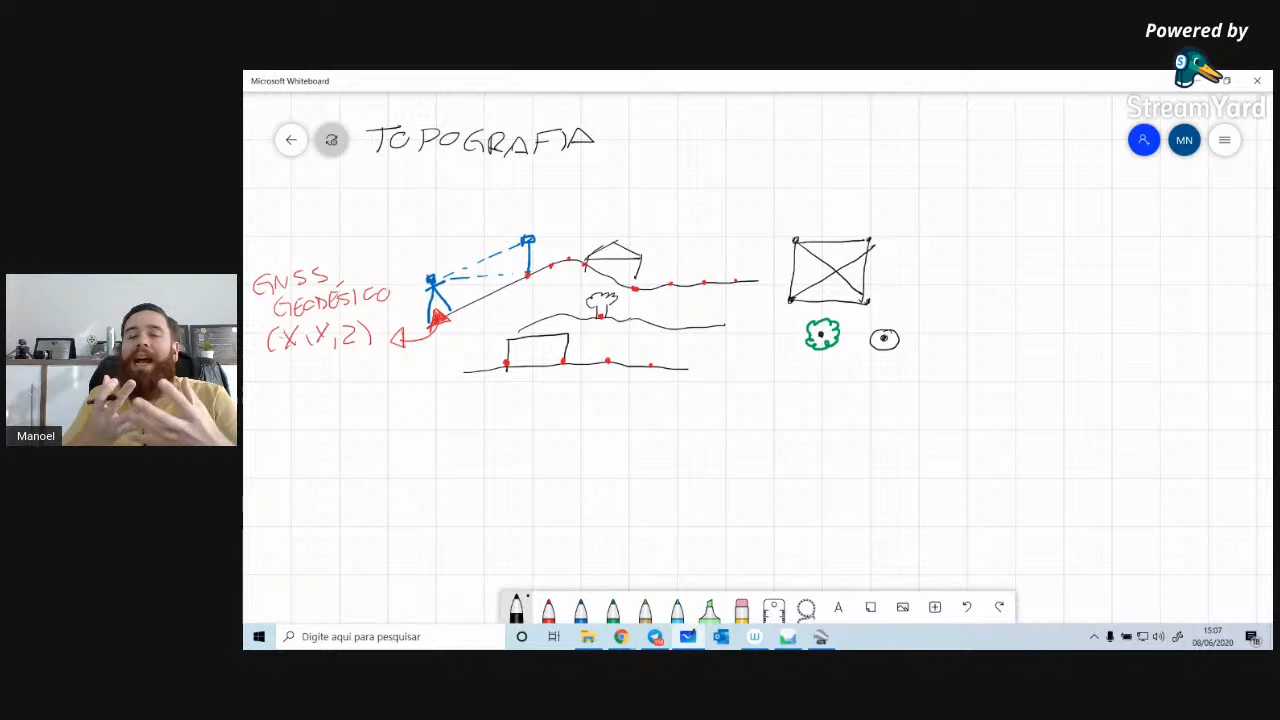 Powered by
StreamYard
Microsoft Whiteboard
TOPOGRAFIA
MN
GNSS
GEODÉSICO
(X, Y, Z)
Manoel
A
Digite aqui para pesquisar
15:07
08/06/2020